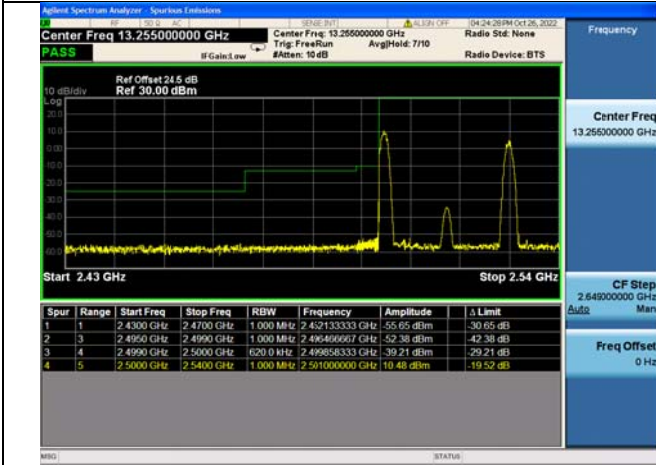 Agilent Spectrum Analyzer - Spurious Emissions
RF 50 Ω AC SENSE:INT ALIGN OFF 04:24:28 PM Oct 26, 2022
Center Freq 13.255000000 GHz Center Freq: 13.255000000 GHz Radio Std: None
Trig: FreeRun Avg|Hold: 7/10
PASS IFGain:Low #Atten: 10 dB Radio Device: BTS
Ref Offset 24.5 dB
10 dB/div Ref 30.00 dBm
Log
20.0
10.0
0.00
10.0
20.0
30.0
40.0
50.0
60.0
Start 2.43 GHz Stop 2.54 GHz
Spur Range Start Freq Stop Freq RBW Frequency Amplitude Δ Limit
1 1 2.4300 GHz 2.4700 GHz 1.000 MHz 2.452133333 GHz -55.65 dBm -30.65 dB
2 3 2.4950 GHz 2.4990 GHz 1.000 MHz 2.496466667 GHz -52.38 dBm -42.38 dB
3 4 2.4990 GHz 2.5000 GHz 620.0 kHz 2.499858333 GHz -39.21 dBm -29.21 dB
4 5 2.5000 GHz 2.5400 GHz 1.000 MHz 2.501000000 GHz 10.48 dBm -19.52 dB
MSG STATUS
Frequency
Center Freq
13.255000000 GHz
CF Step
2.649000000 GHz
Auto Man
Freq Offset
0 Hz